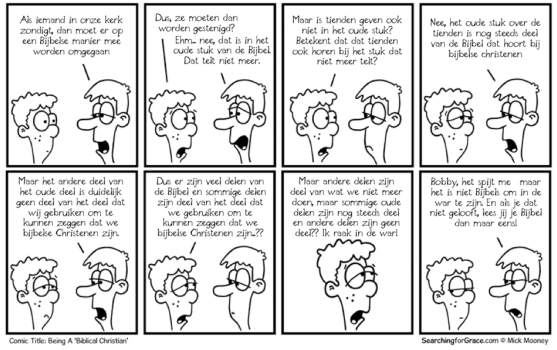 Als iemand in onze kerk
zondigt, dan moet er op
een Bijbelse manier mee
worden omgegaan
Dus, ze moeten dan
worden gestenigd?
Ehm.. nee, dat is in het
oude stuk van de Bijbel.
Dat telt niet meer.
Maar is tienden geven ook
niet in het oude stuk?
Betekent dat dat tienden
ook horen bij het stuk dat
niet meer telt?
Nee, het oude stuk over de
tienden is nog steeds deel
van de Bijbel dat hoort bij
bijbelse christenen
Maar het andere deel van
het oude deel is duidelijk
geen deel van het deel dat
wij gebruiken om te
kunnen zeggen dat we
bijbelse Christenen zijn.
Dus er zijn veel delen van
de Bijbel en sommige delen
zijn deel van het deel dat
we gebruiken om te
kunnen zeggen dat we
bijbelse Christenen zijn..??
Maar andere delen zijn
deel van wat we niet meer
doen, maar sommige oude
delen zijn nog steeds deel
en andere delen zijn geen
deel?? Ik raak in de war!
Bobby, het spijt me maar
het is niet Bijbels om in de
war te zijn. En als je dat
niet gelooft, lees jij je Bijbel
dan maar eens!
Comic Title: Being A 'Biblical Christian'
SearchingforGrace.com © Mick Mooney